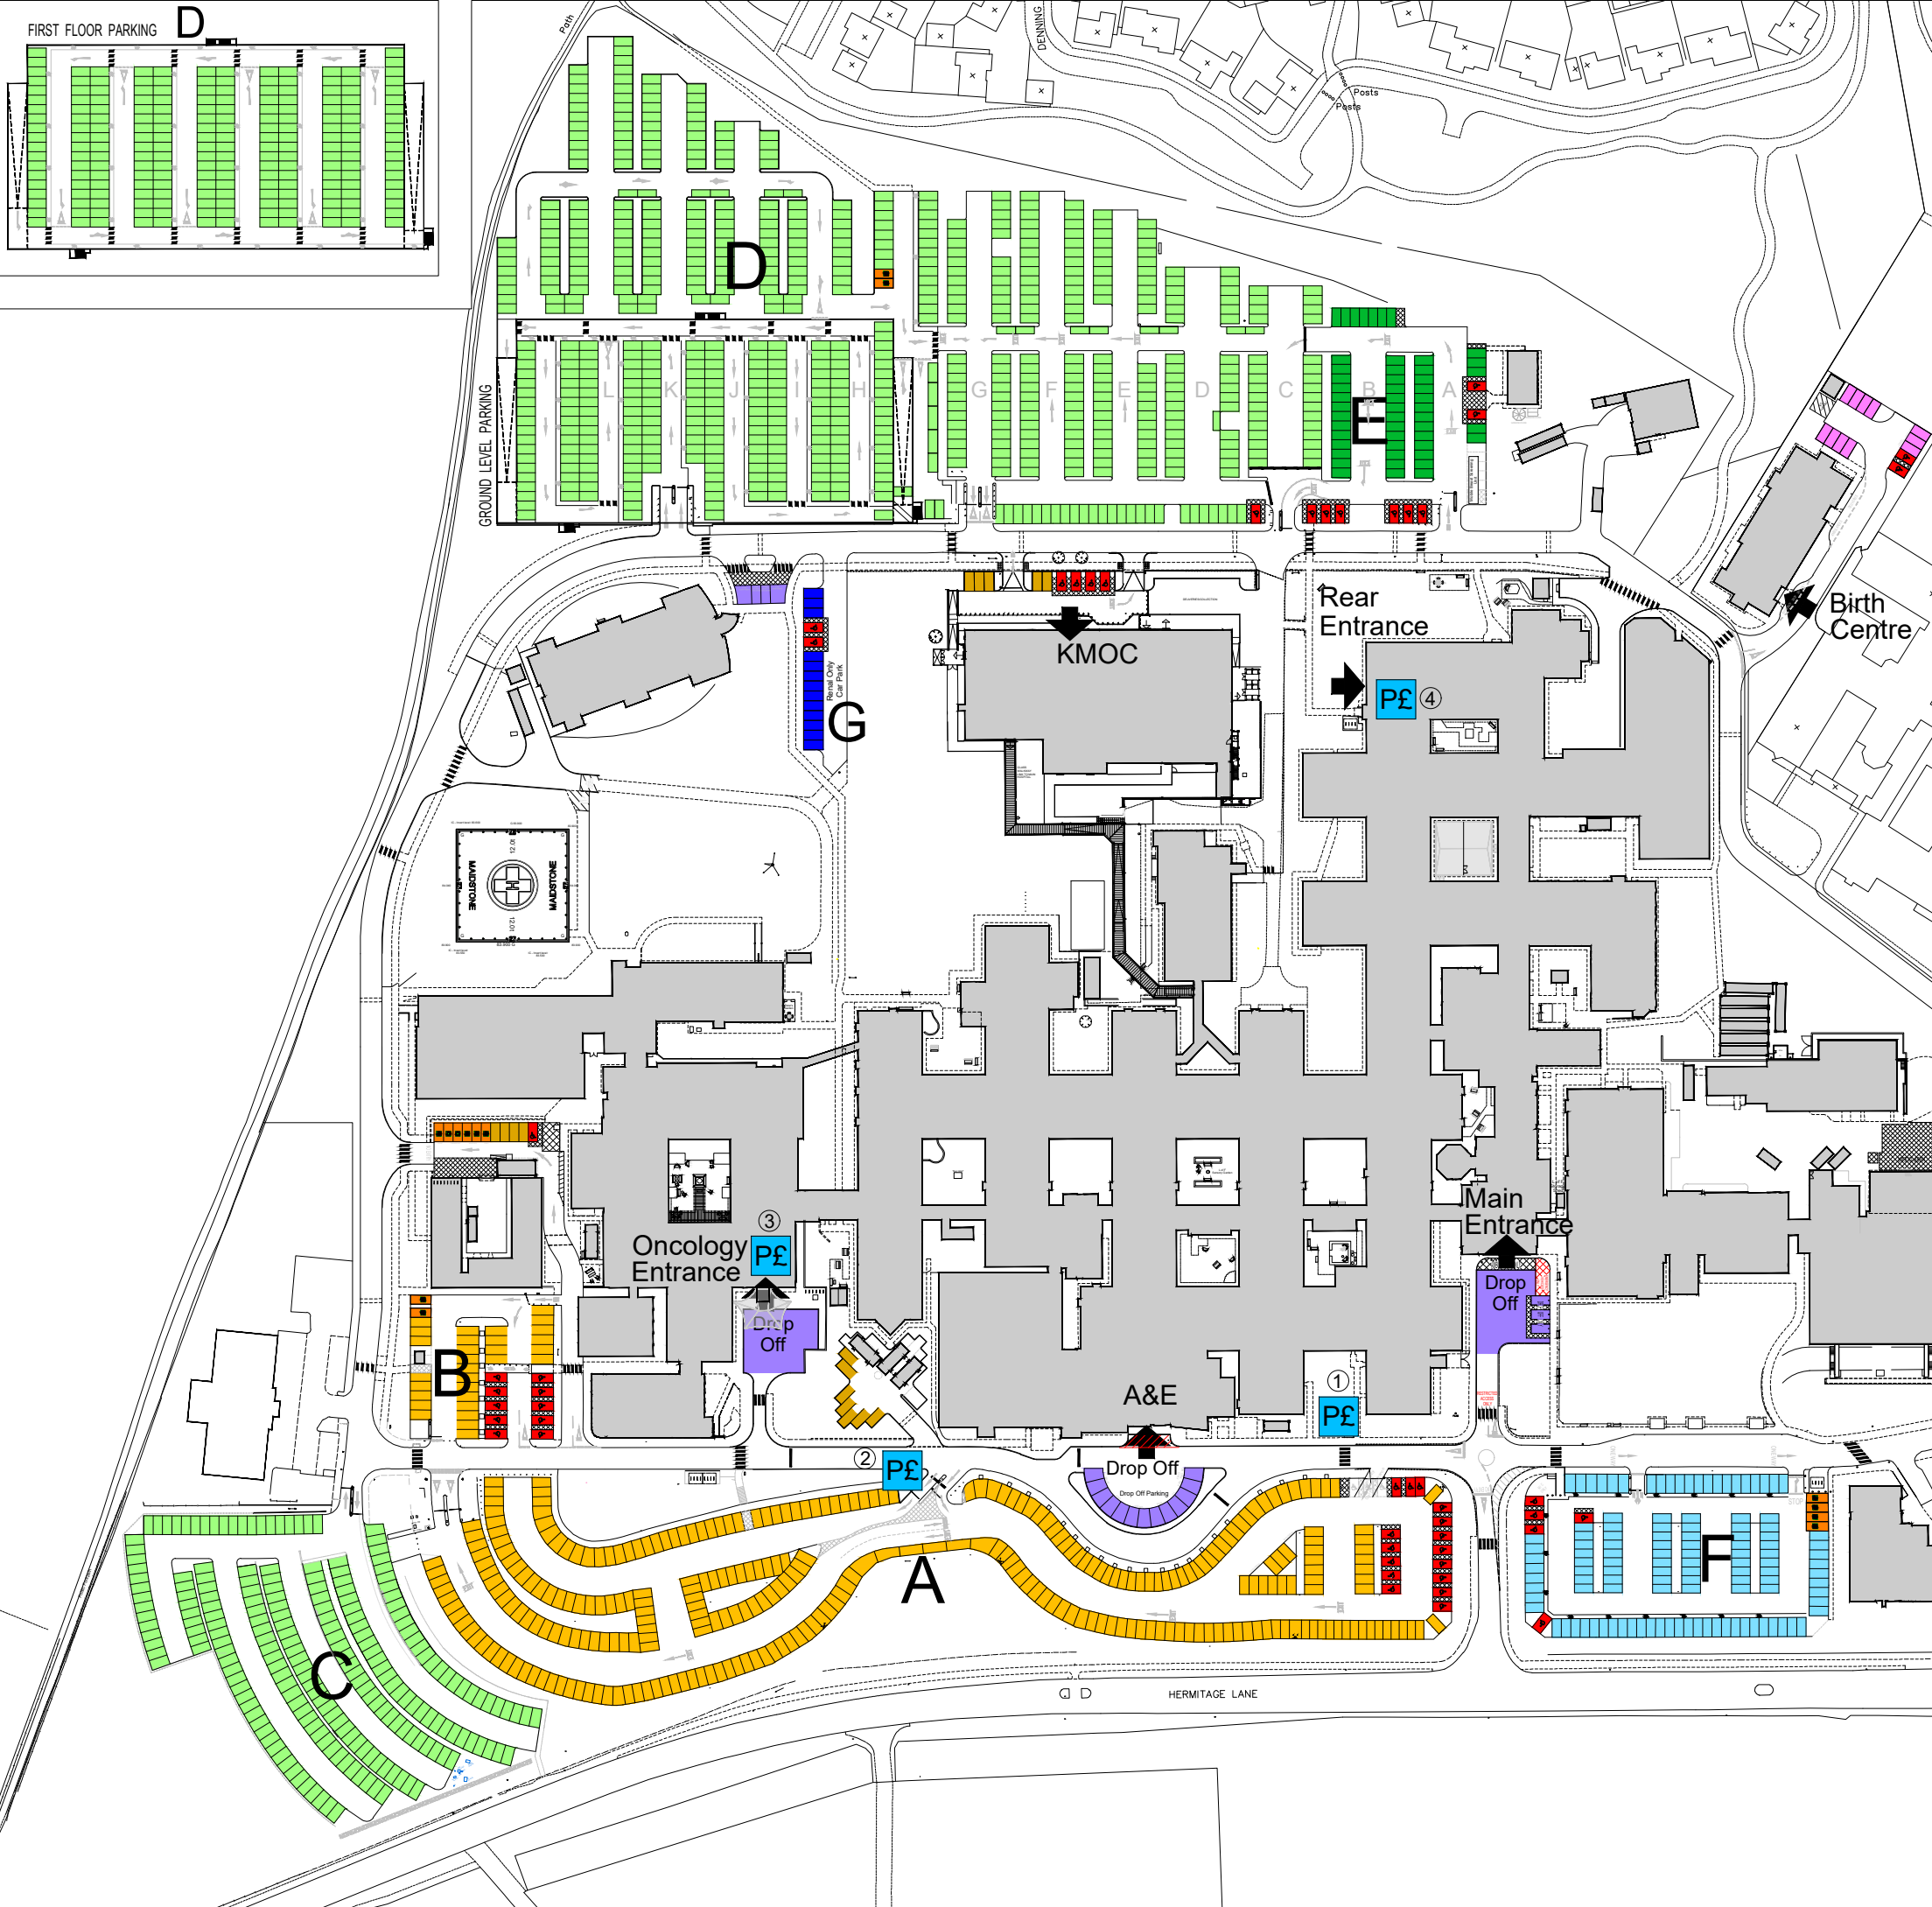 FIRST FLOOR PARKING
D
Path
DENNING
Posts
Posts
D
GROUND LEVEL PARKING
L
K
J
I
H
G
F
E
D
C
B
A
E
Rear
Entrance
Birth
Centre
KMOC
P£ 4
Renal Only
Car Park
G
MAIDSTONE
H
MAIDSTONE
Main
Entrance
3
Oncology
Entrance
P£
Drop
Off
Drop
Off
B
1
P£
A&E
2
P£
Drop Off
Drop Off Parking
STOP
A
F
C
HERMITAGE LANE